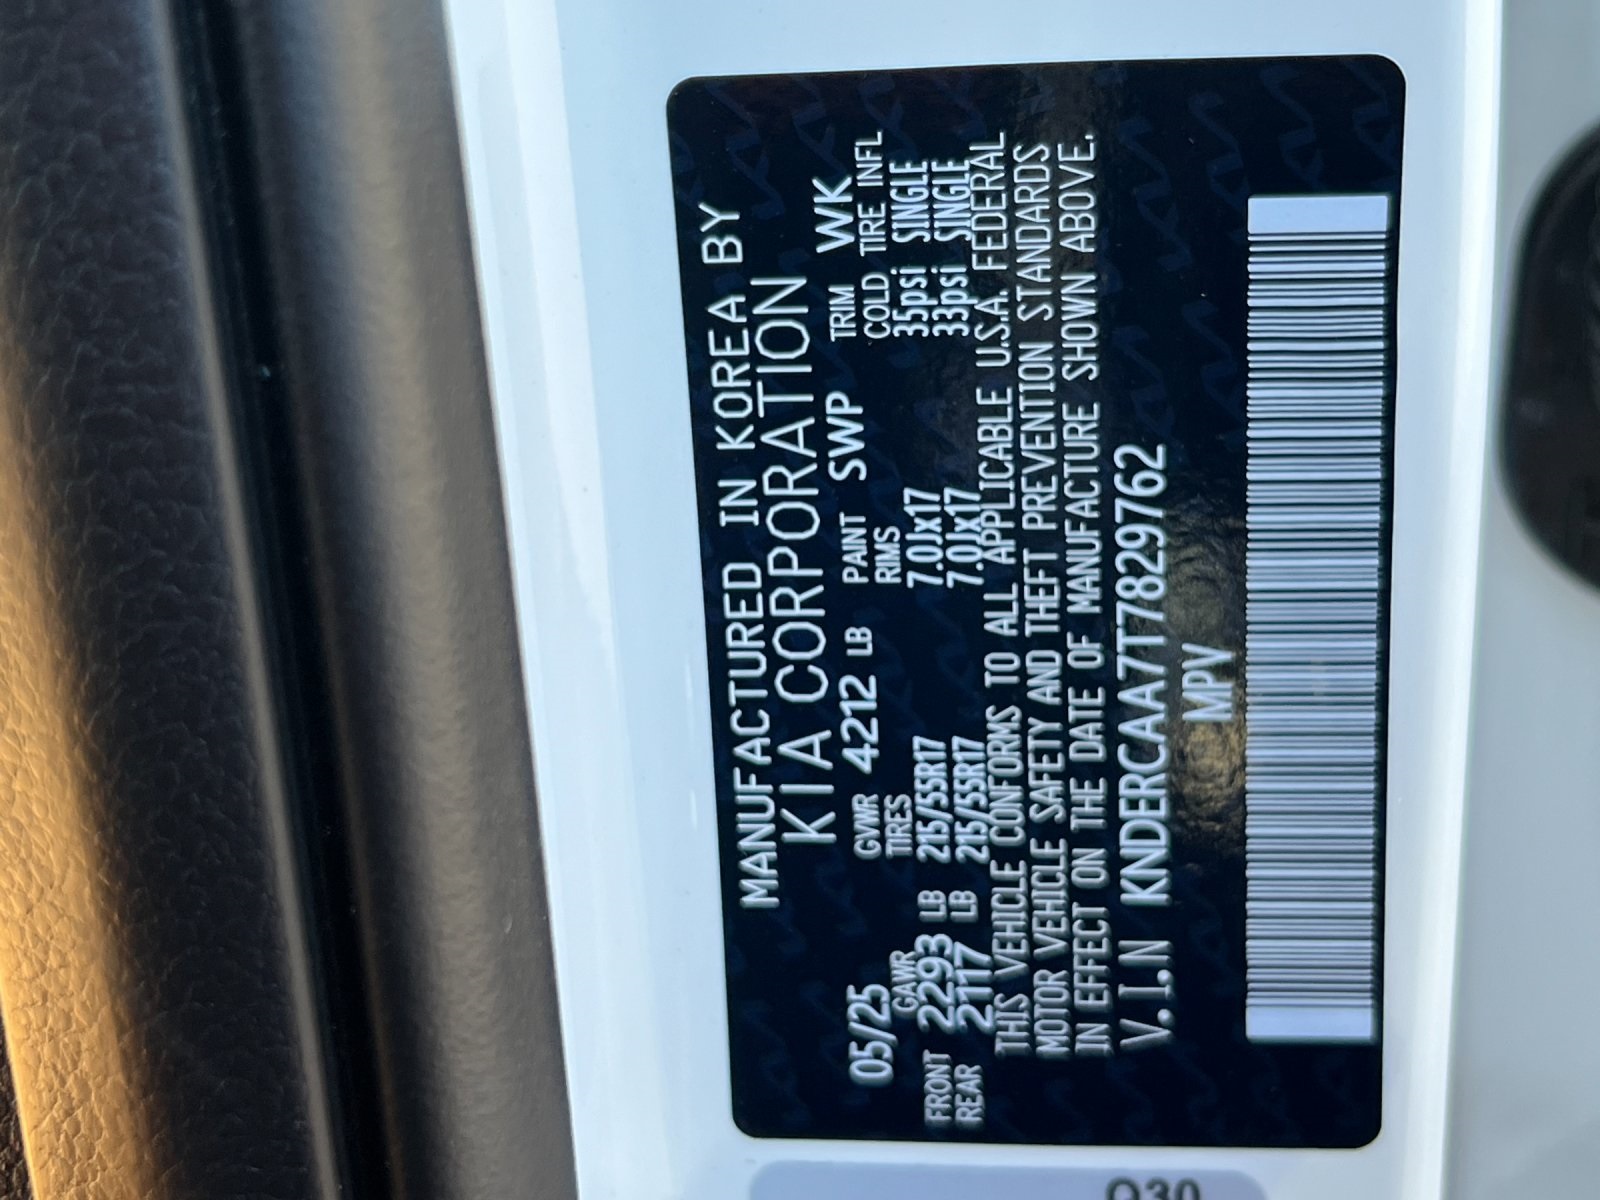 MANUFACTURED IN KOREA BY
KIA CORPORATION
05/25 GVWR 4212 LB PAINT SWP TRIM WK
GAWR TIRES RIMS COLD TIRE INFL
FRONT 2293 LB 215/55R17 7.0Jx17 35psi SINGLE
REAR 2117 LB 215/55R17 7.0Jx17 33psi SINGLE
THIS VEHICLE CONFORMS TO ALL APPLICABLE U.S.A. FEDERAL
MOTOR VEHICLE SAFETY AND THEFT PREVENTION STANDARDS
IN EFFECT ON THE DATE OF MANUFACTURE SHOWN ABOVE.
V.I.N KNDERCAA7T7829762
MPV